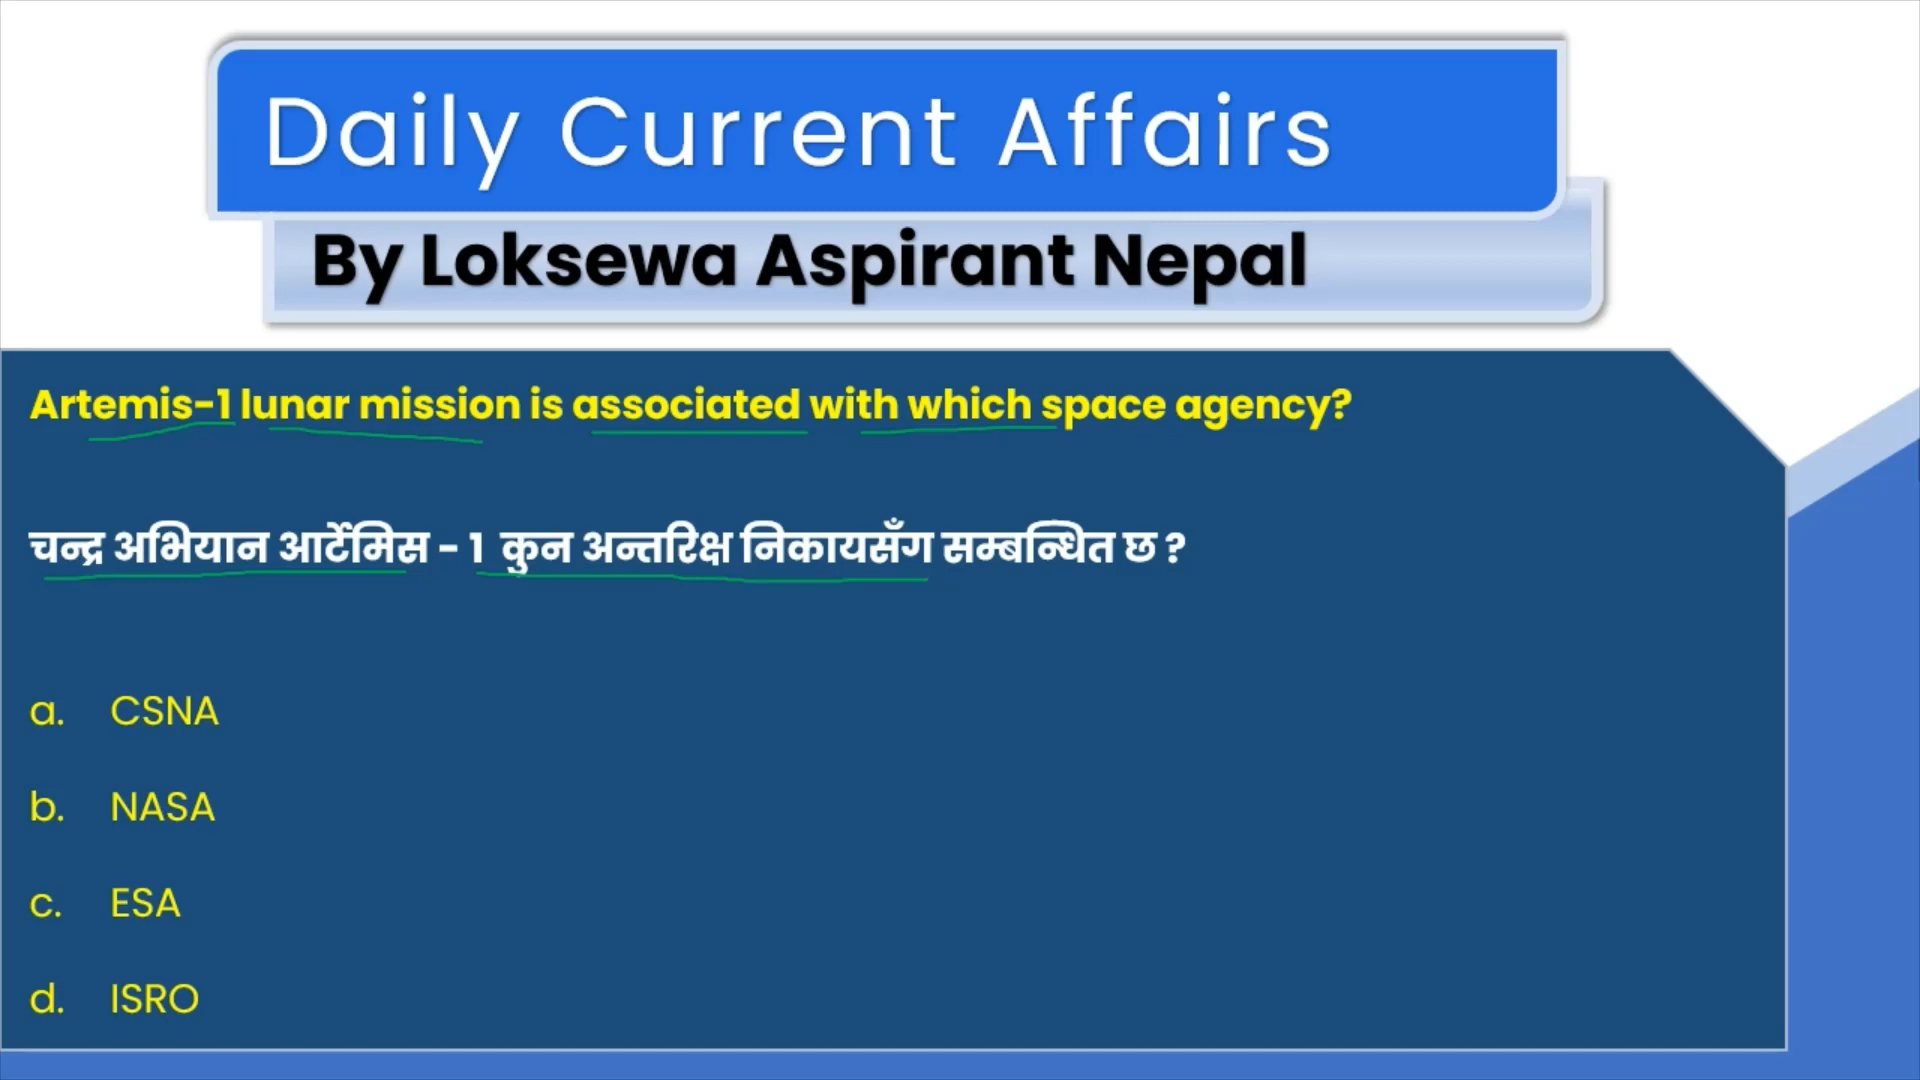 Daily Current Affairs
By Loksewa Aspirant Nepal
Artemis-1 lunar mission is associated with which space agency?
चन्द्र अभियान आर्टेमिस - 1 कुन अन्तरिक्ष निकायसँग सम्बन्धित छ ?
a. CSNA
b. NASA
c. ESA
d. ISRO